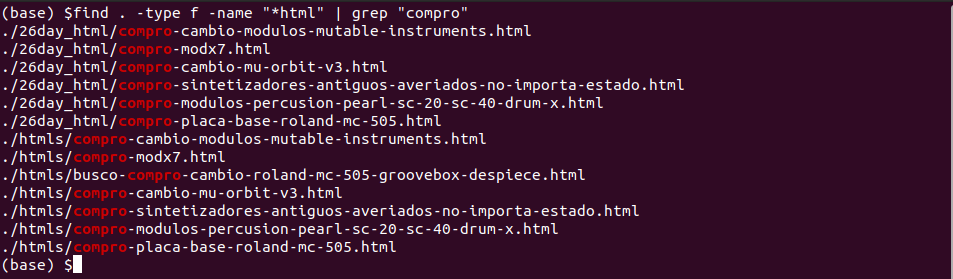 (base) $find . -type f -name "*html" | grep "compro"
./26day_html/compro-cambio-modulos-mutable-instruments.html
./26day_html/compro-modx7.html
./26day_html/compro-cambio-mu-orbit-v3.html
./26day_html/compro-sintetizadores-antiguos-averiados-no-importa-estado.html
./26day_html/compro-modulos-percusion-pearl-sc-20-sc-40-drum-x.html
./26day_html/compro-placa-base-roland-mc-505.html
./htmls/compro-cambio-modulos-mutable-instruments.html
./htmls/compro-modx7.html
./htmls/busco-compro-cambio-roland-mc-505-groovebox-despiece.html
./htmls/compro-cambio-mu-orbit-v3.html
./htmls/compro-sintetizadores-antiguos-averiados-no-importa-estado.html
./htmls/compro-modulos-percusion-pearl-sc-20-sc-40-drum-x.html
./htmls/compro-placa-base-roland-mc-505.html
(base) $